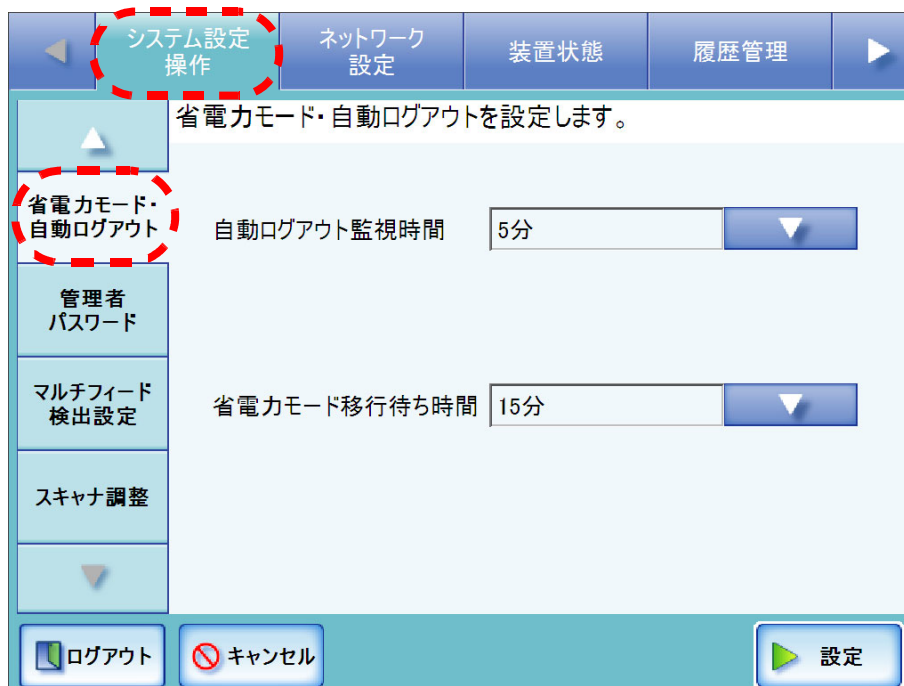 システム設定
操作
ネットワーク
設定
装置状態
履歴管理
省電力モード・自動ログアウトを設定します。
省電力モード・
自動ログアウト
自動ログアウト監視時間
5分
管理者
パスワード
マルチフィード
検出設定
省電力モード移行待ち時間
15分
スキャナ調整
ログアウト
キャンセル
設定